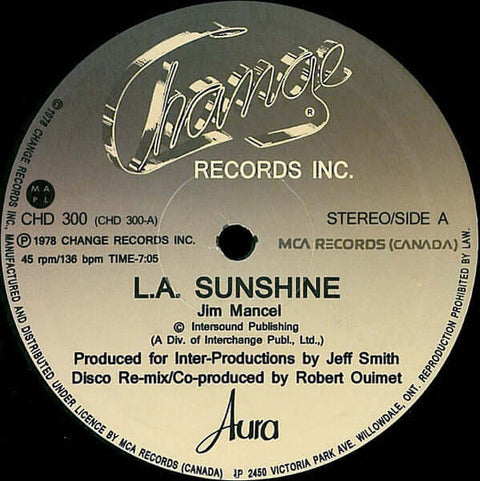 Change ®
RECORDS INC.
MA
PL
CHD 300 (CHD 300-A)
STEREO/SIDE A
Ⓟ 1978 CHANGE RECORDS INC.
MCA RECORDS (CANADA)
45 rpm/136 bpm TIME-7:05
L.A. SUNSHINE
Jim Mancel
© Intersound Publishing
(A Div. of Interchange Publ., Ltd.,)
Produced for Inter-Productions by Jeff Smith
Disco Re-mix/Co-produced by Robert Ouimet
Aura
© 1978 CHANGE RECORDS INC., MANUFACTURED AND DISTRIBUTED UNDER LICENCE BY MCA RECORDS (CANADA) 2450 VICTORIA PARK AVE. WILLOWDALE, ONT. REPRODUCTION PROHIBITED BY LAW.